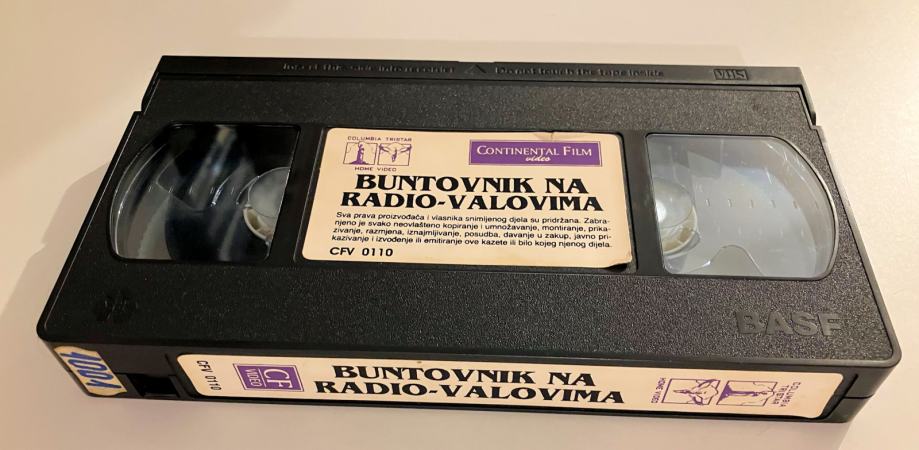 Insert this side into recorder Do not touch the tape inside VHS
COLUMBIA TRISTAR
HOME VIDEO
CONTINENTAL FILM
video
BUNTOVNIK NA
RADIO-VALOVIMA
Sva prava proizvođača i vlasnika snimljenog djela su pridržana. Zabra-
njeno je svako neovlašteno kopiranje i umnožavanje, montiranje, prika-
zivanje, razmjena, iznajmljivanje, posudba, davanje u zakup, javno pri-
kazivanje i izvođenje ili emitiranje ove kazete ili bilo kojeg njenog dijela.
CFV 0110
BASF
CFV 0110
CF
VIDEO
BUNTOVNIK NA
RADIO-VALOVIMA
COLUMBIA
TRISTAR
HOME VIDEO